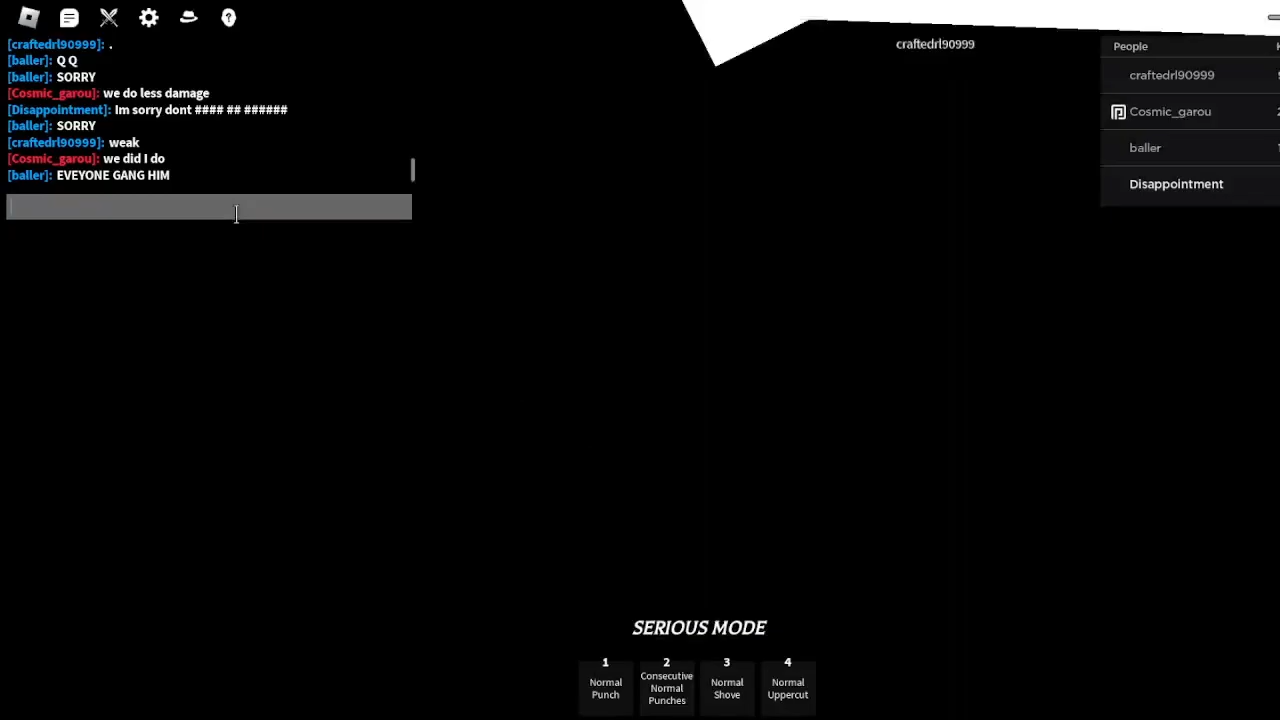 [craftedrl90999]: .
[baller]: Q Q
[baller]: SORRY
[Cosmic_garou]: we do less damage
[Disappointment]: Im sorry dont #### ## ######
[baller]: SORRY
[craftedrl90999]: weak
[Cosmic_garou]: we did I do
[baller]: EVEYONE GANG HIM
craftedrl90999
People
craftedrl90999
Cosmic_garou
baller
Disappointment
SERIOUS MODE
1
Normal
Punch
2
Consecutive
Normal
Punches
3
Normal
Shove
4
Normal
Uppercut